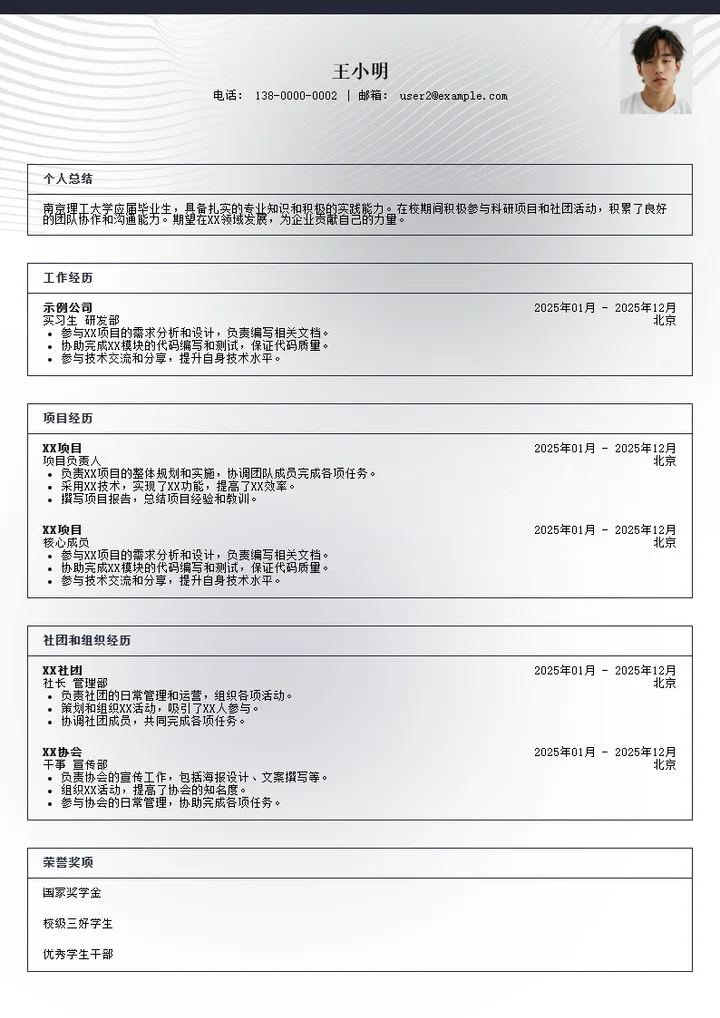 王小明
电话: 138-0000-0002 | 邮箱: user2@example.com
个人总结
南京理工大学应届毕业生，具备扎实的专业知识和积极的实践能力。在校期间积极参与科研项目和社团活动，积累了良好
的团队协作和沟通能力。期望在XX领域发展，为企业贡献自己的力量。
工作经历
示例公司 2025年01月 - 2025年12月
实习生 研发部 北京
• 参与XX项目的需求分析和设计，负责编写相关文档。
• 协助完成XX模块的代码编写和测试，保证代码质量。
• 参与技术交流和分享，提升自身技术水平。
项目经历
XX项目 2025年01月 - 2025年12月
项目负责人 北京
• 负责XX项目的整体规划和实施，协调团队成员完成各项任务。
• 采用XX技术，实现了XX功能，提高了XX效率。
• 撰写项目报告，总结项目经验和教训。
XX项目 2025年01月 - 2025年12月
核心成员 北京
• 参与XX项目的需求分析和设计，负责编写相关文档。
• 协助完成XX模块的代码编写和测试，保证代码质量。
• 参与技术交流和分享，提升自身技术水平。
社团和组织经历
XX社团 2025年01月 - 2025年12月
社长 管理部 北京
• 负责社团的日常管理和运营，组织各项活动。
• 策划和组织XX活动，吸引了XX人参与。
• 协调社团成员，共同完成各项任务。
XX协会 2025年01月 - 2025年12月
干事 宣传部 北京
• 负责协会的宣传工作，包括海报设计、文案撰写等。
• 组织XX活动，提高了协会的知名度。
• 参与协会的日常管理，协助完成各项任务。
荣誉奖项
国家奖学金
校级三好学生
优秀学生干部